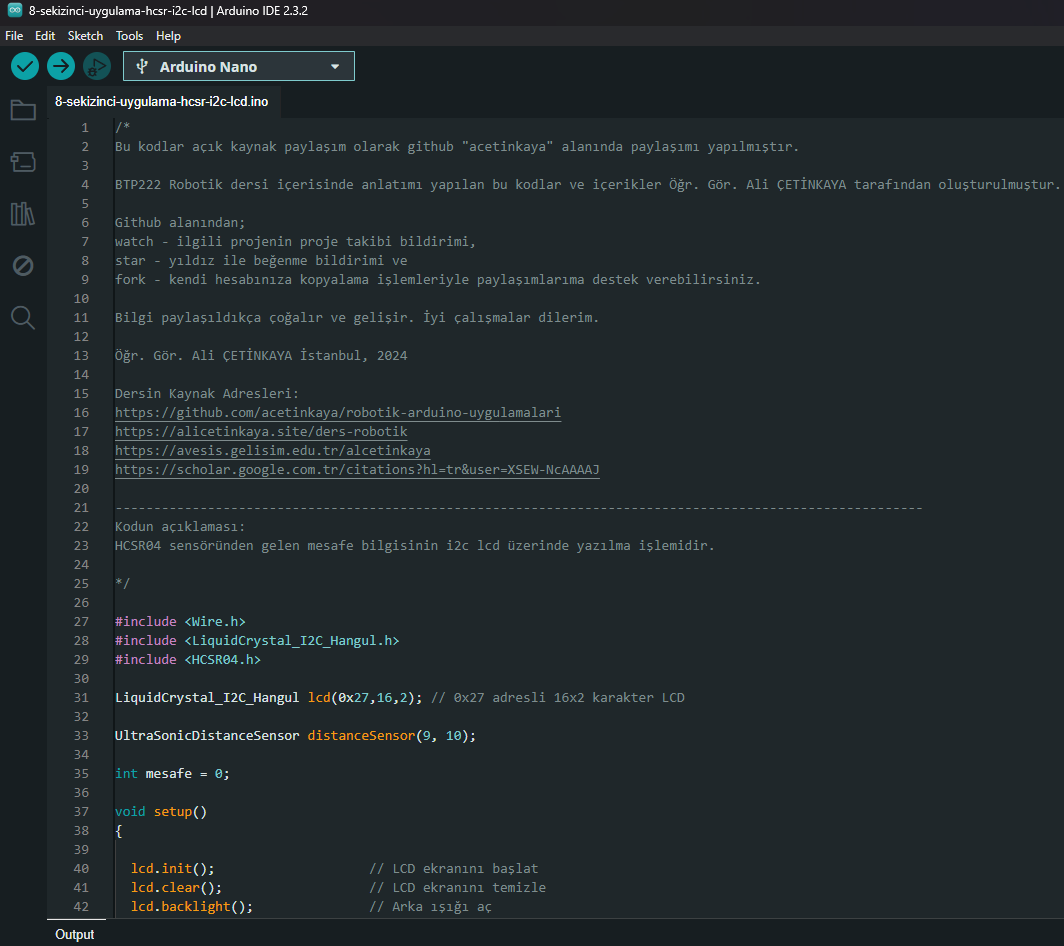 8-sekizinci-uygulama-hcsr-i2c-lcd | Arduino IDE 2.3.2
File Edit Sketch Tools Help
Arduino Nano
8-sekizinci-uygulama-hcsr-i2c-lcd.ino
1 /*
2 Bu kodlar açık kaynak paylaşım olarak github "acetinkaya" alanında paylaşımı yapılmıştır.
3
4 BTP222 Robotik dersi içerisinde anlatımı yapılan bu kodlar ve içerikler Öğr. Gör. Ali ÇETİNKAYA tarafından oluşturulmuştur.
5
6 Github alanından;
7 watch - ilgili projenin proje takibi bildirimi,
8 star - yıldız ile beğenme bildirimi ve
9 fork - kendi hesabınıza kopyalama işlemleriyle paylaşımlarıma destek verebilirsiniz.
10
11 Bilgi paylaşıldıkça çoğalır ve gelişir. İyi çalışmalar dilerim.
12
13 Öğr. Gör. Ali ÇETİNKAYA İstanbul, 2024
14
15 Dersin Kaynak Adresleri:
16 https://github.com/acetinkaya/robotik-arduino-uygulamalari
17 https://alicetinkaya.site/ders-robotik
18 https://avesis.gelisim.edu.tr/alcetinkaya
19 https://scholar.google.com.tr/citations?hl=tr&user=XSEW-NcAAAAJ
20
21 ---------------------------------------------------------------------------------------------------------
22 Kodun açıklaması:
23 HCSR04 sensöründen gelen mesafe bilgisinin i2c lcd üzerinde yazılma işlemidir.
24
25 */
26
27 #include <Wire.h>
28 #include <LiquidCrystal_I2C_Hangul.h>
29 #include <HCSR04.h>
30
31 LiquidCrystal_I2C_Hangul lcd(0x27,16,2); // 0x27 adresli 16x2 karakter LCD
32
33 UltraSonicDistanceSensor distanceSensor(9, 10);
34
35 int mesafe = 0;
36
37 void setup()
38 {
39
40 lcd.init(); // LCD ekranını başlat
41 lcd.clear(); // LCD ekranını temizle
42 lcd.backlight(); // Arka ışığı aç
Output